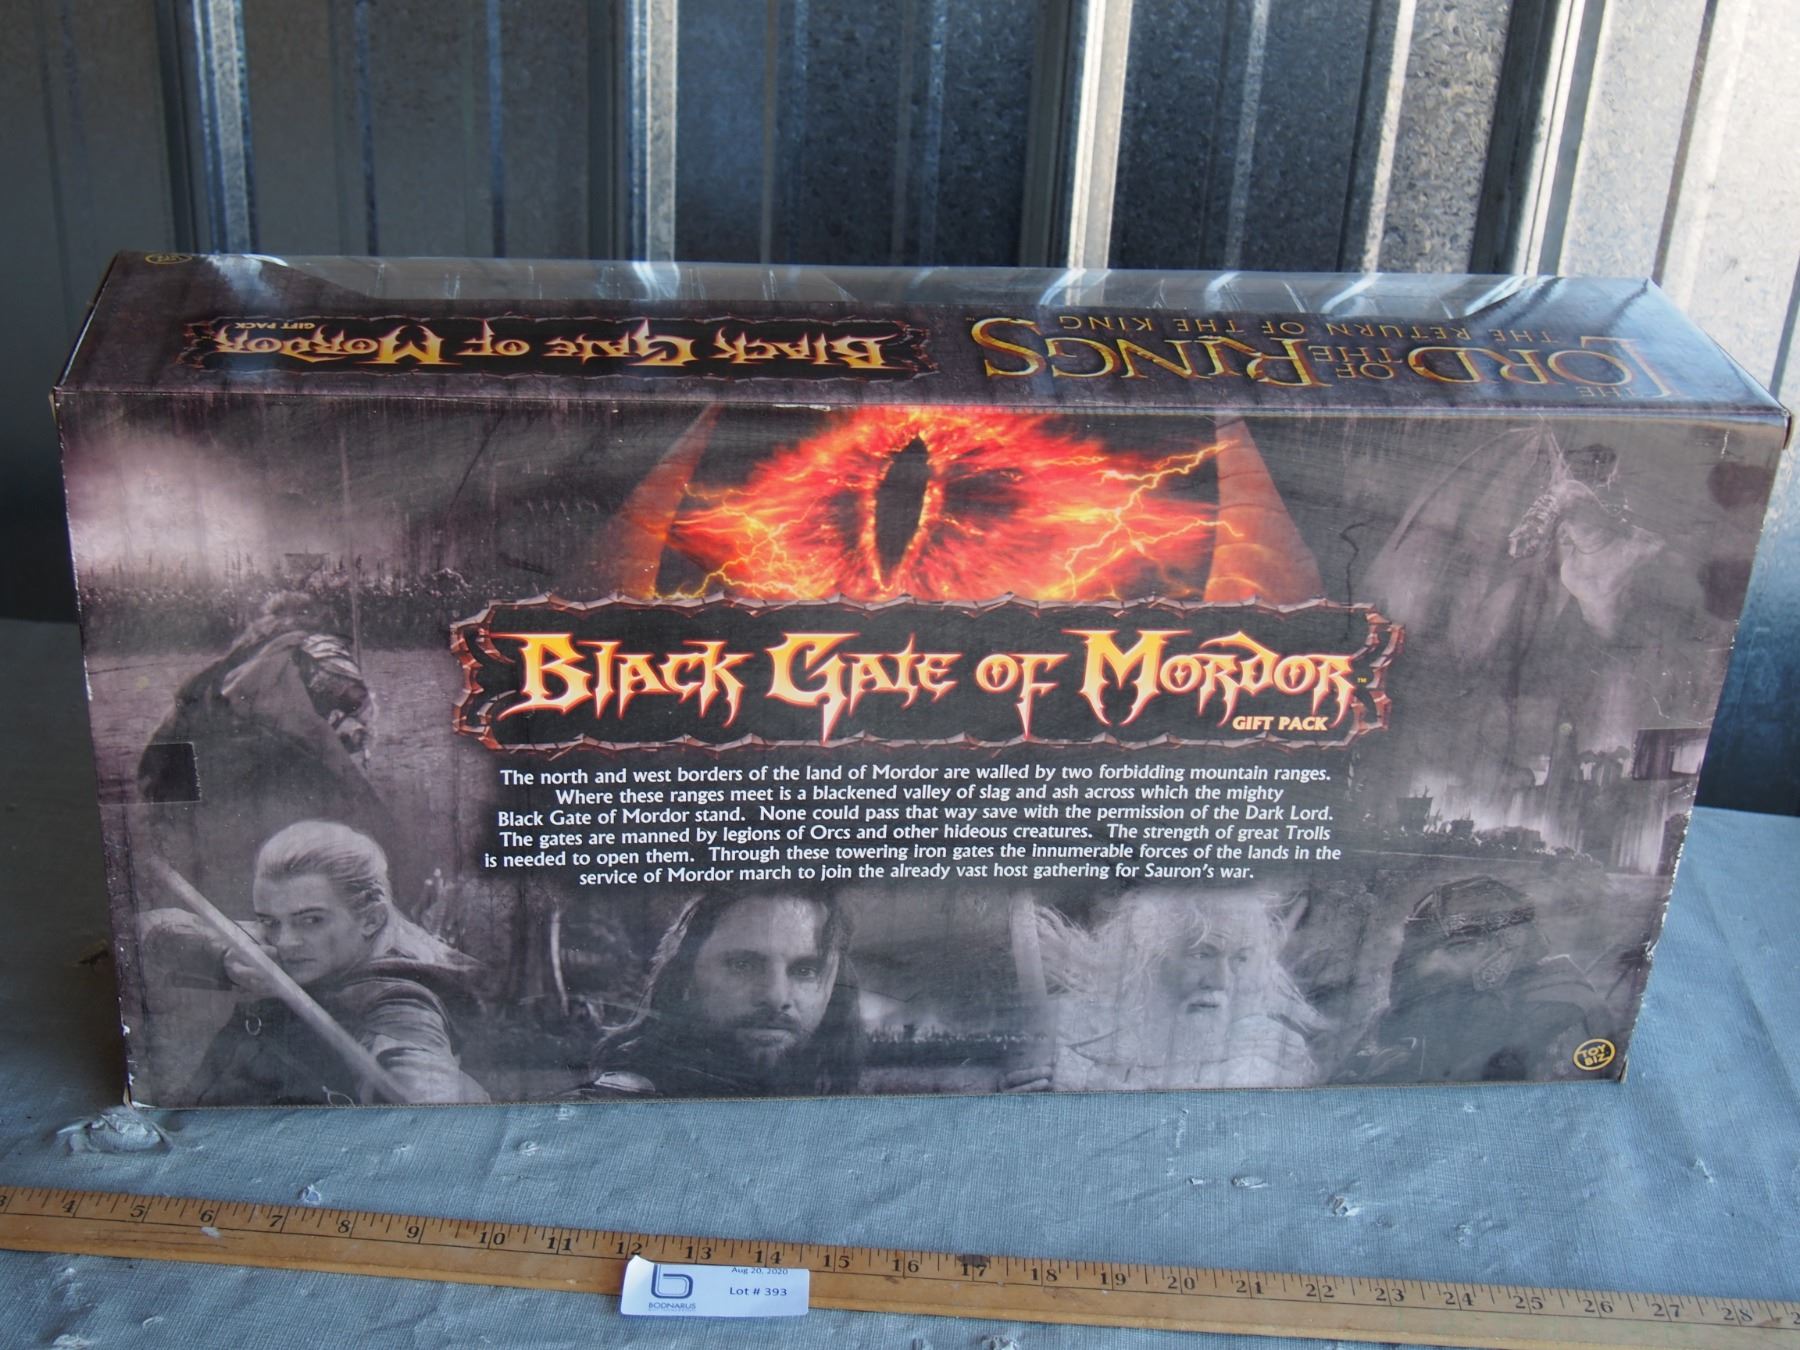 THE
LORD
OF THE
RINGS™
THE RETURN OF THE KING
BLACK GATE OF MORDOR
GIFT PACK
BLACK GATE OF MORDOR™
GIFT PACK
The north and west borders of the land of Mordor are walled by two forbidding mountain ranges.
Where these ranges meet is a blackened valley of slag and ash across which the mighty
Black Gate of Mordor stand. None could pass that way save with the permission of the Dark Lord.
The gates are manned by legions of Orcs and other hideous creatures. The strength of great Trolls
is needed to open them. Through these towering iron gates the innumerable forces of the lands in the
service of Mordor march to join the already vast host gathering for Sauron's war.
TOY
BIZ
3 4 5 6 7 8 9 10 11 12 13 14 15 16 17 18 19 20 21 22 23 24 25 26 27 28
Aug 20, 2020
Lot # 393
BODNARUS